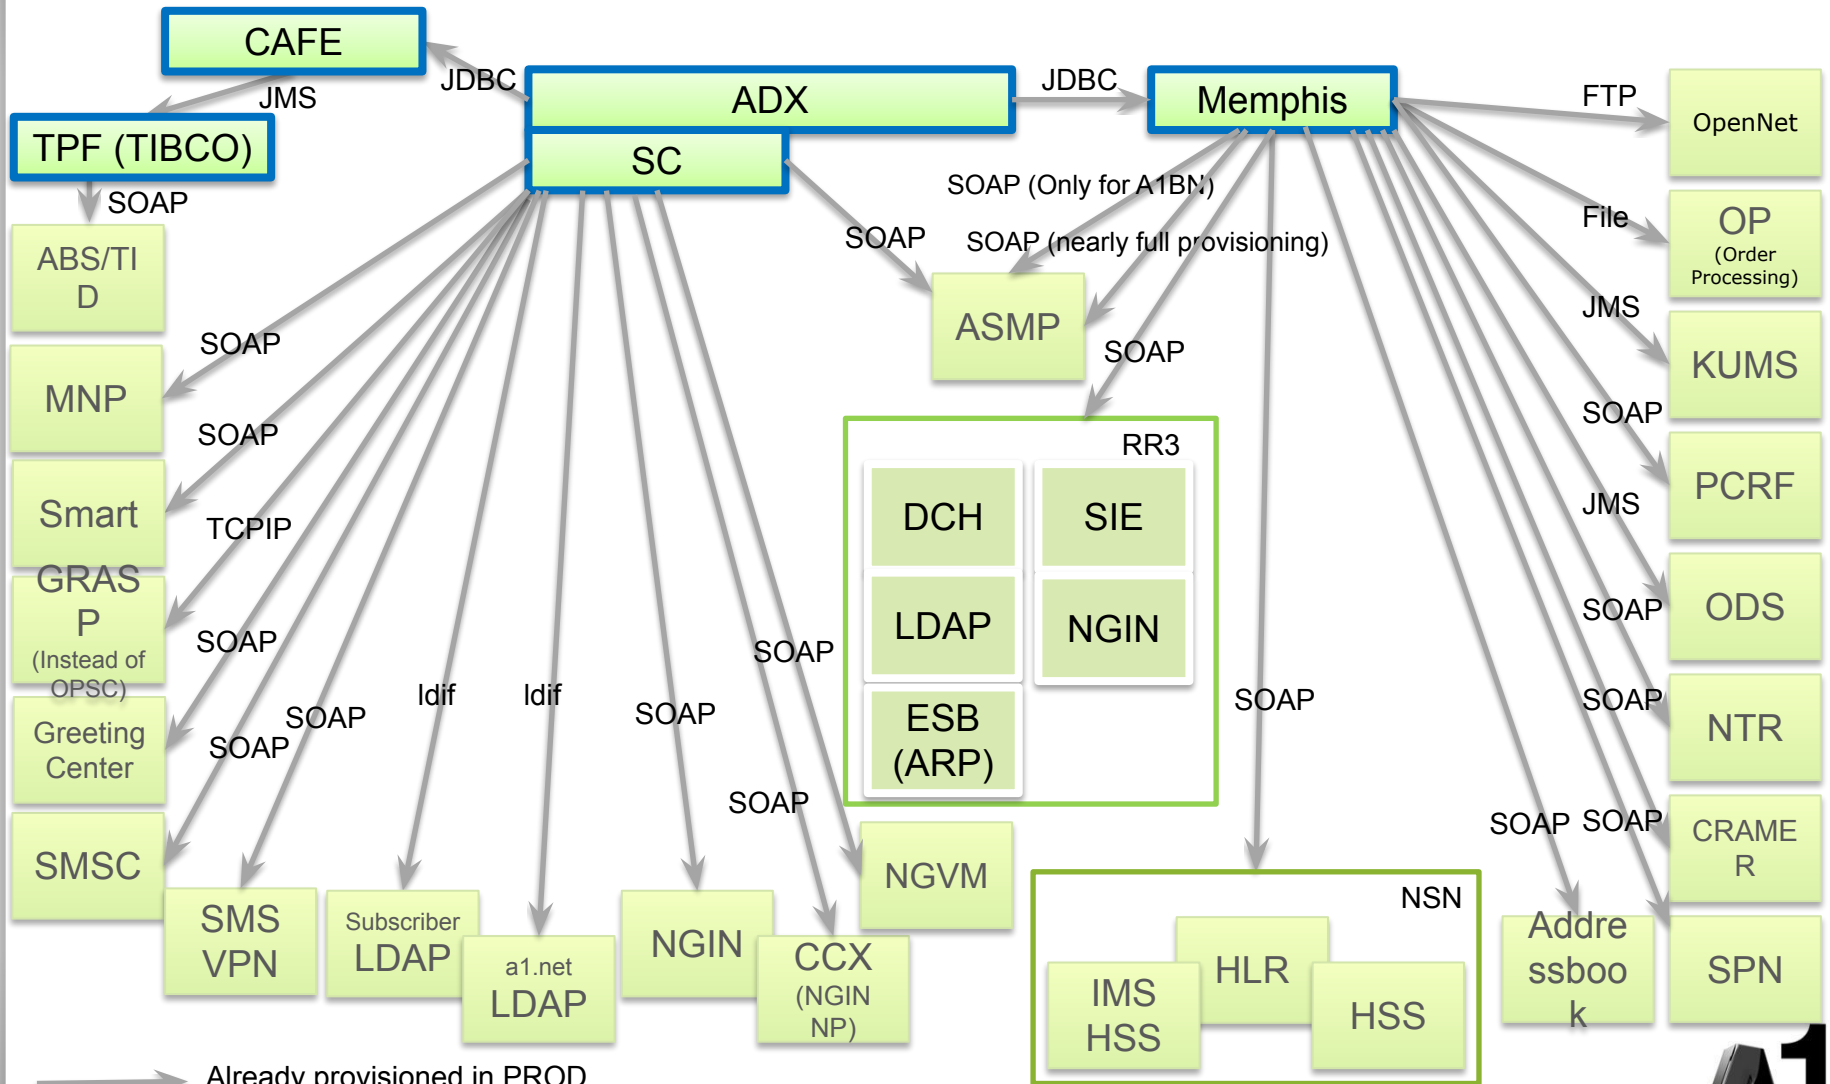 CAFE
JDBC
ADX
JDBC
Memphis
FTP
OpenNet
JMS
TPF (TIBCO)
SC
SOAP
SOAP (Only for A1BN)
File
OP
(Order
Processing)
ABS/TI
D
SOAP
SOAP (nearly full provisioning)
JMS
KUMS
ASMP
SOAP
SOAP
MNP
SOAP
PCRF
SOAP
RR3
Smart
DCH
SIE
JMS
ODS
TCPIP
GRAS
P
(Instead of
OPSC)
LDAP
NGIN
SOAP
SOAP
SOAP
Greeting
Center
SOAP
SOAP
ldif
ldif
SOAP
ESB
(ARP)
SOAP
SOAP
NTR
SMSC
SOAP
NGVM
SOAP
SOAP
CRAME
R
NSN
SMS
VPN
Subscriber
LDAP
a1.net
LDAP
NGIN
CCX
(NGIN
NP)
IMS
HSS
HLR
HSS
Addre
ssboo
k
SPN
Already provisioned in PROD
A1